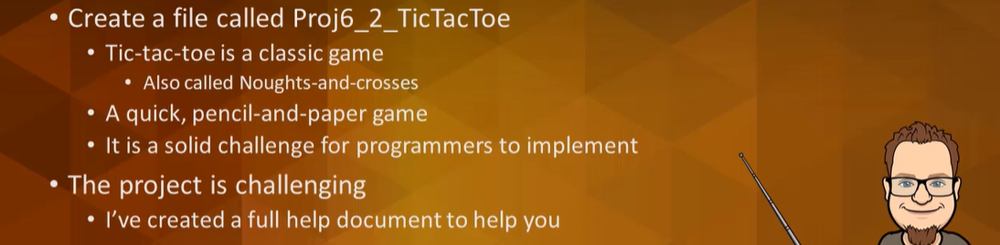 • Create a file called Proj6_2_TicTacToe
• Tic-tac-toe is a classic game
• Also called Noughts-and-crosses
• A quick, pencil-and-paper game
• It is a solid challenge for programmers to implement
• The project is challenging
• I've created a full help document to help you